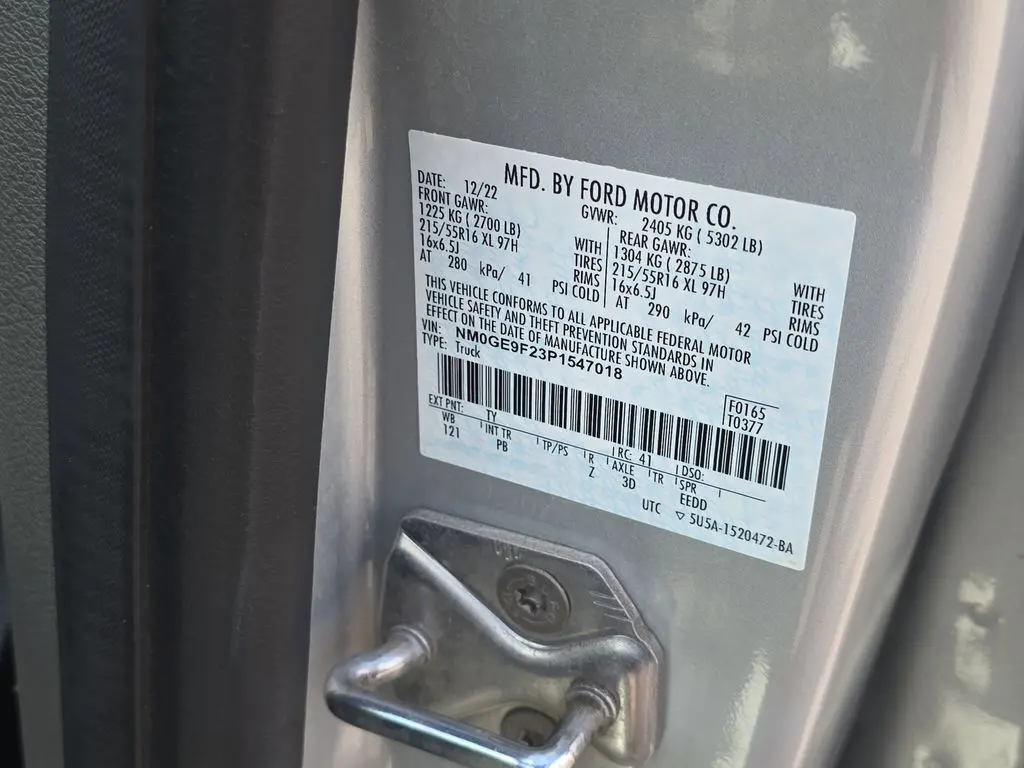 MFD. BY FORD MOTOR CO.
DATE: 12/22 GVWR: 2405 KG ( 5302 LB)
FRONT GAWR: REAR GAWR:
1225 KG ( 2700 LB) WITH 1304 KG ( 2875 LB) WITH
215/55R16 XL 97H TIRES 215/55R16 XL 97H TIRES
16x6.5J RIMS 16x6.5J RIMS
AT 280 kPa/ 41 PSI COLD AT 290 kPa/ 42 PSI COLD
THIS VEHICLE CONFORMS TO ALL APPLICABLE FEDERAL MOTOR
VEHICLE SAFETY AND THEFT PREVENTION STANDARDS IN
EFFECT ON THE DATE OF MANUFACTURE SHOWN ABOVE.
VIN: NM0GE9F23P1547018
TYPE: Truck
F0165
T0377
EXT PNT: TY RC: 41 DSO:
WB INT TR TP/PS R AXLE TR SPR
121 PB Z 3D EEDD
UTC ▽ 5U5A-1520472-BA